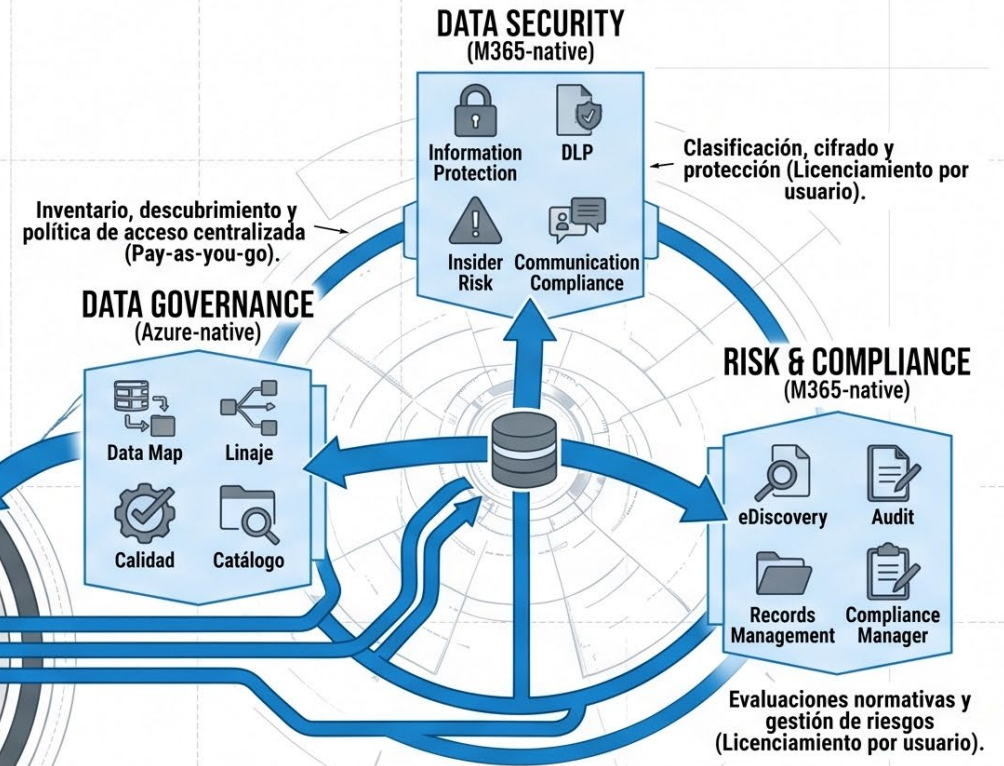 DATA SECURITY
(M365-native)
Information
Protection
DLP
Insider
Risk
Communication
Compliance
Clasificación, cifrado y
protección (Licenciamiento por
usuario).
Inventario, descubrimiento y
política de acceso centralizada
(Pay-as-you-go).
DATA GOVERNANCE
(Azure-native)
Data Map
Linaje
Calidad
Catálogo
RISK & COMPLIANCE
(M365-native)
eDiscovery
Audit
Records
Management
Compliance
Manager
Evaluaciones normativas y
gestión de riesgos
(Licenciamiento por usuario).